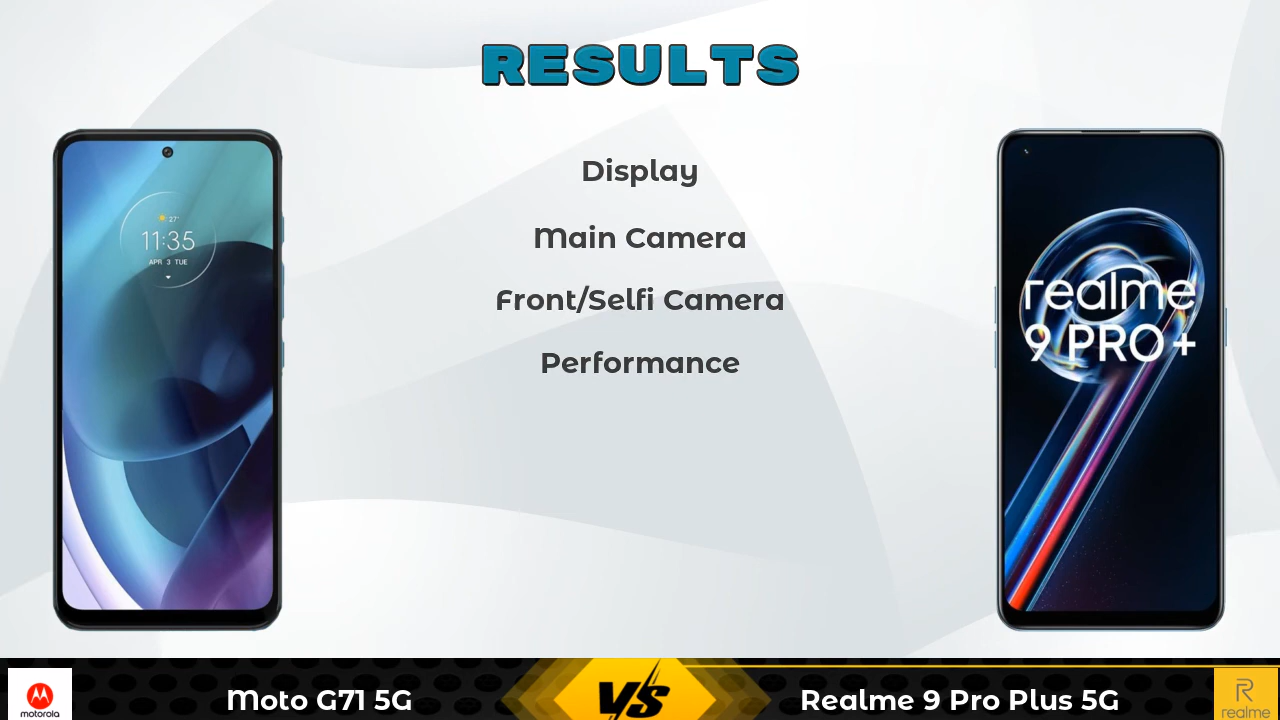 RESULTS
27°
11:35
APR 3 TUE
Display
Main Camera
Front/Selfi Camera
Performance
realme
9 PRO+
motorola
Moto G71 5G
VS
Realme 9 Pro Plus 5G
R
realme